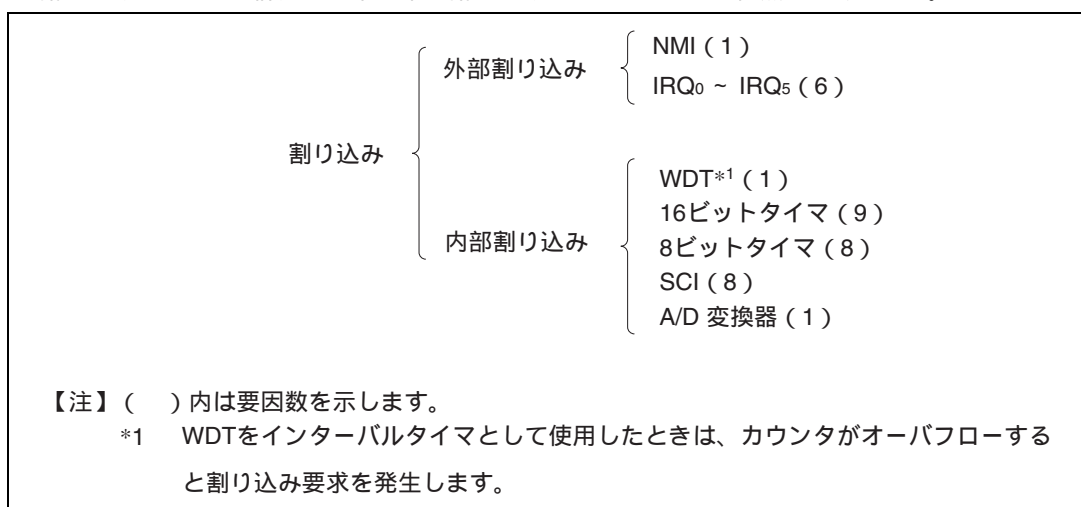 外部割り込み
NMI ( 1 )
IRQ0 ~ IRQ5 ( 6 )
割り込み
内部割り込み
WDT*1 ( 1 )
16ビットタイマ ( 9 )
8ビットタイマ ( 8 )
SCI ( 8 )
A/D 変換器 ( 1 )
【注】 (　) 内は要因数を示します。
*1 WDTをインターバルタイマとして使用したときは、カウンタがオーバフローする
と割り込み要求を発生します。